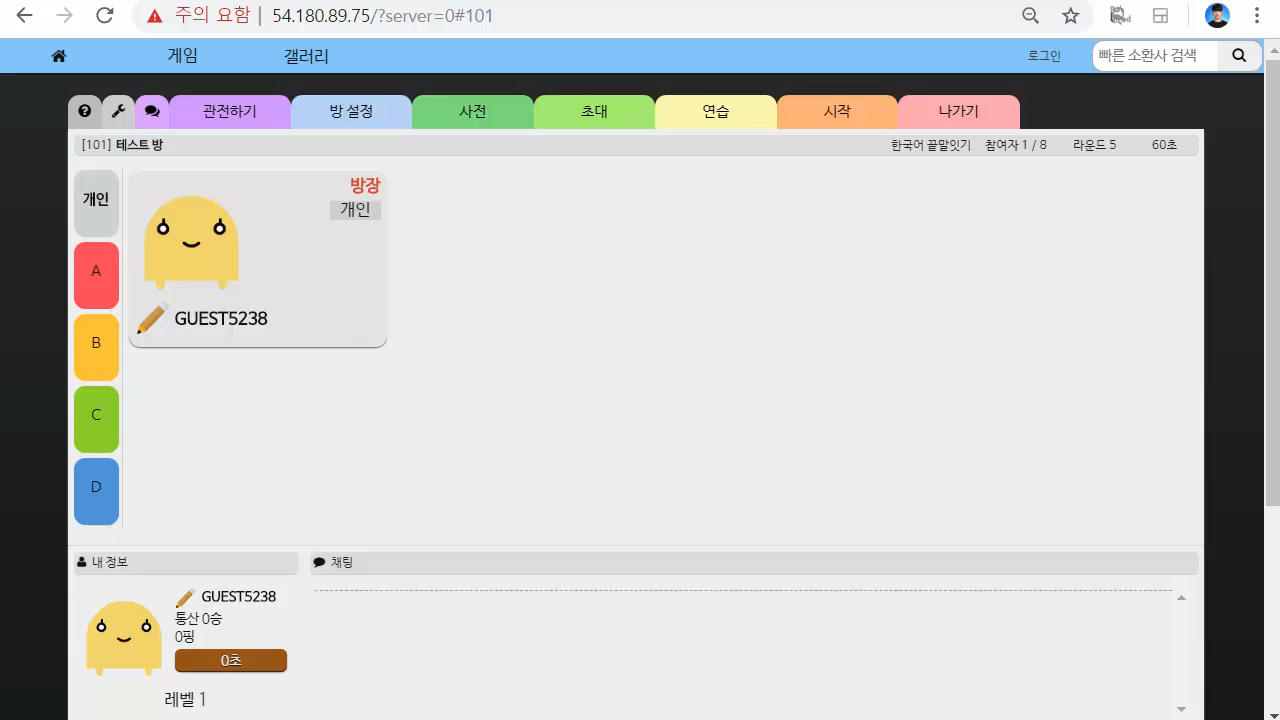 주의 요함 | 54.180.89.75/?server=0#101
게임 갤러리 로그인 빠른 소환사 검색
관전하기 방 설정 사전 초대 연습 시작 나가기
[101] 테스트 방 한국어 끝말잇기 참여자 1 / 8 라운드 5 60초
개인
방장
개인
A
B
GUEST5238
C
D
내 정보 채팅
GUEST5238
통산 0승
0핑
0초
레벨 1